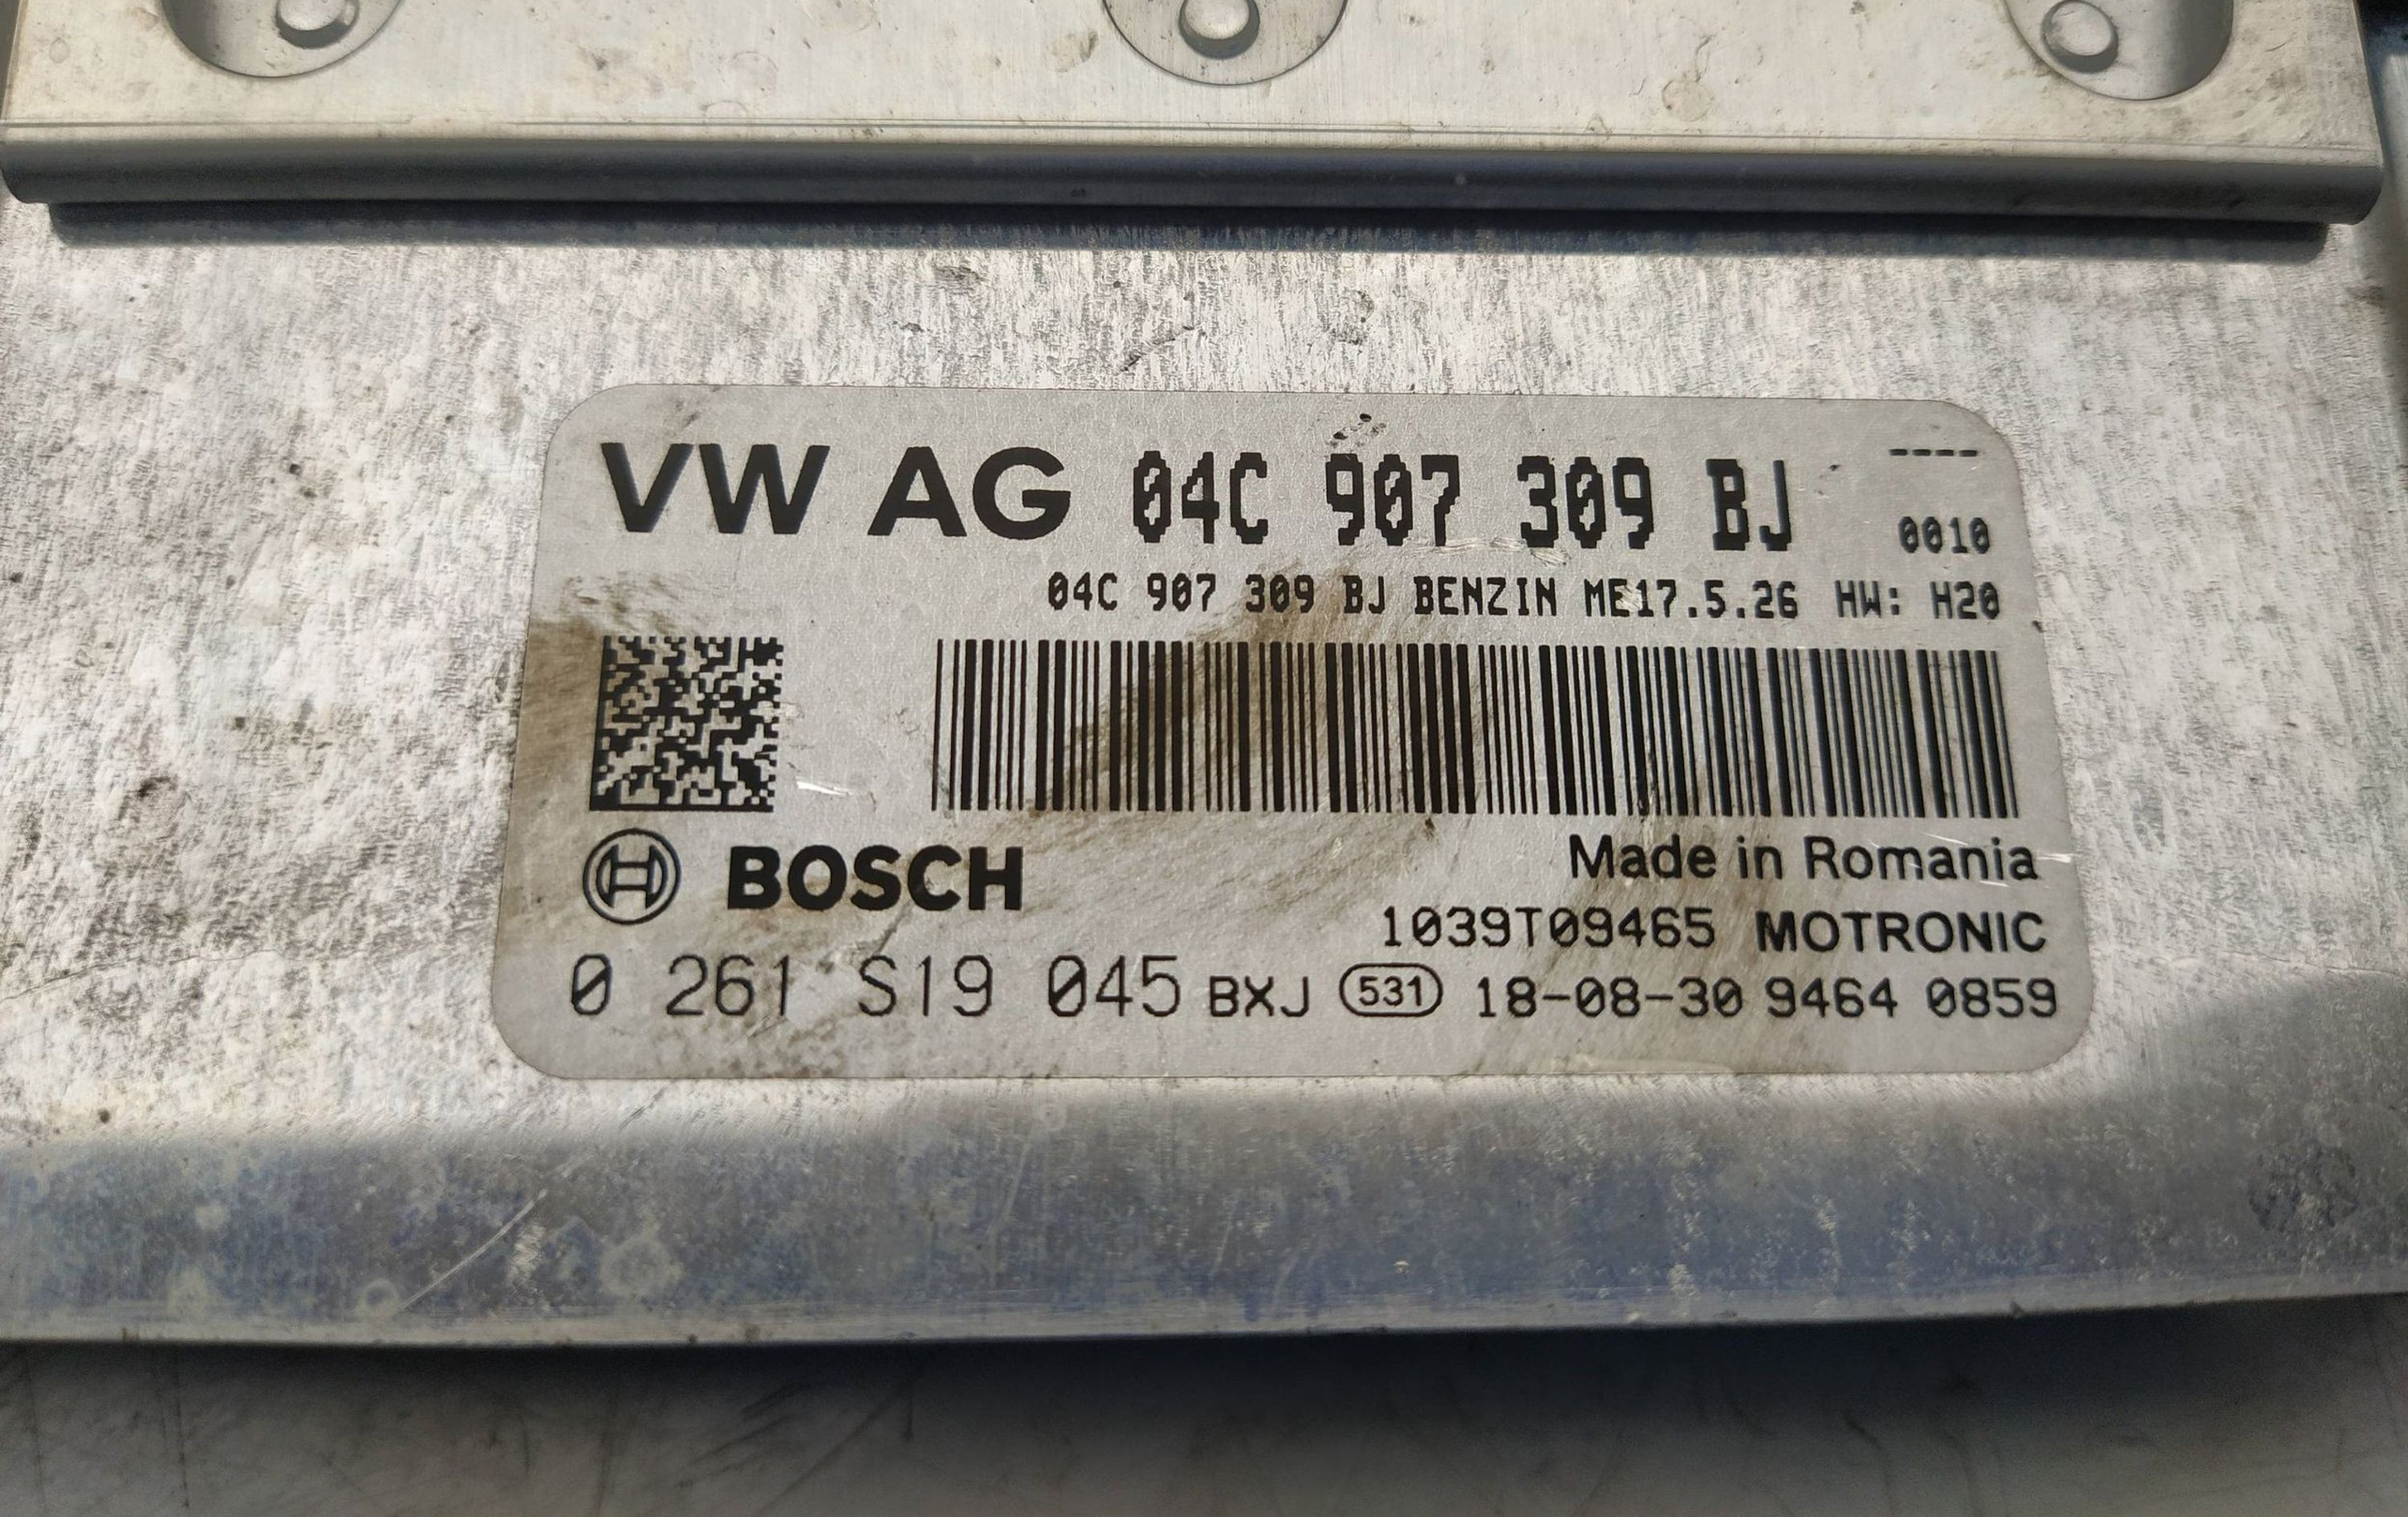 VW AG 04C 907 309 BJ ----
0010
04C 907 309 BJ BENZIN ME17.5.26 HW: H20
BOSCH
Made in Romania
1039T09465 MOTRONIC
0 261 S19 045 BXJ 531 18-08-30 9464 0859